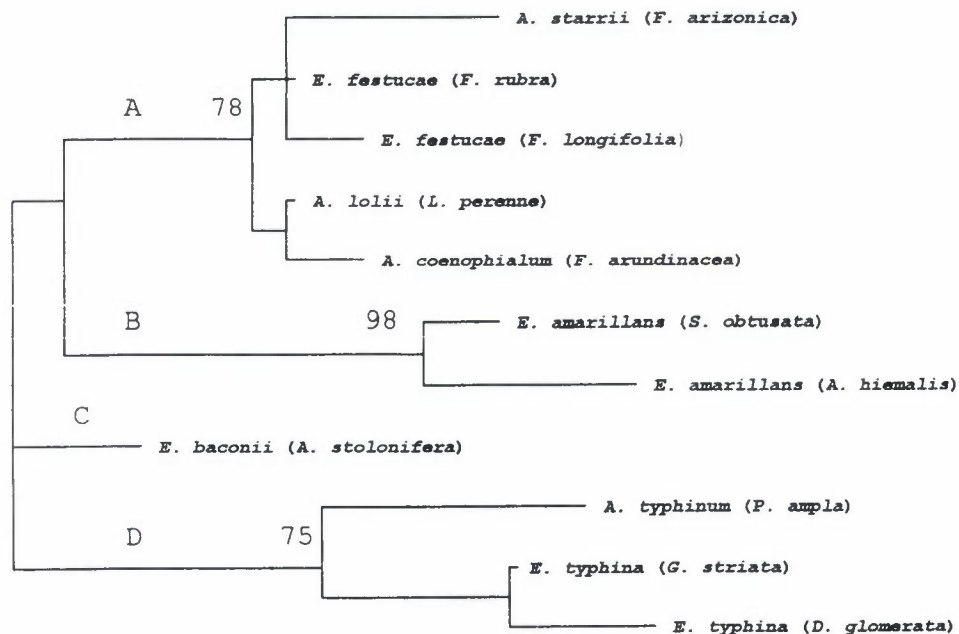 A. starrii (F. arizonica)
E. festucae (F. rubra)
A 78
E. festucae (F. longifolia)
A. lolii (L. perenne)
A. coenophialum (F. arundinacea)
B 98
E. amarillans (S. obtusata)
E. amarillans (A. hiemalis)
C
E. baconii (A. stolonifera)
A. typhinum (P. ampla)
D 75
E. typhina (G. striata)
E. typhina (D. glomerata)